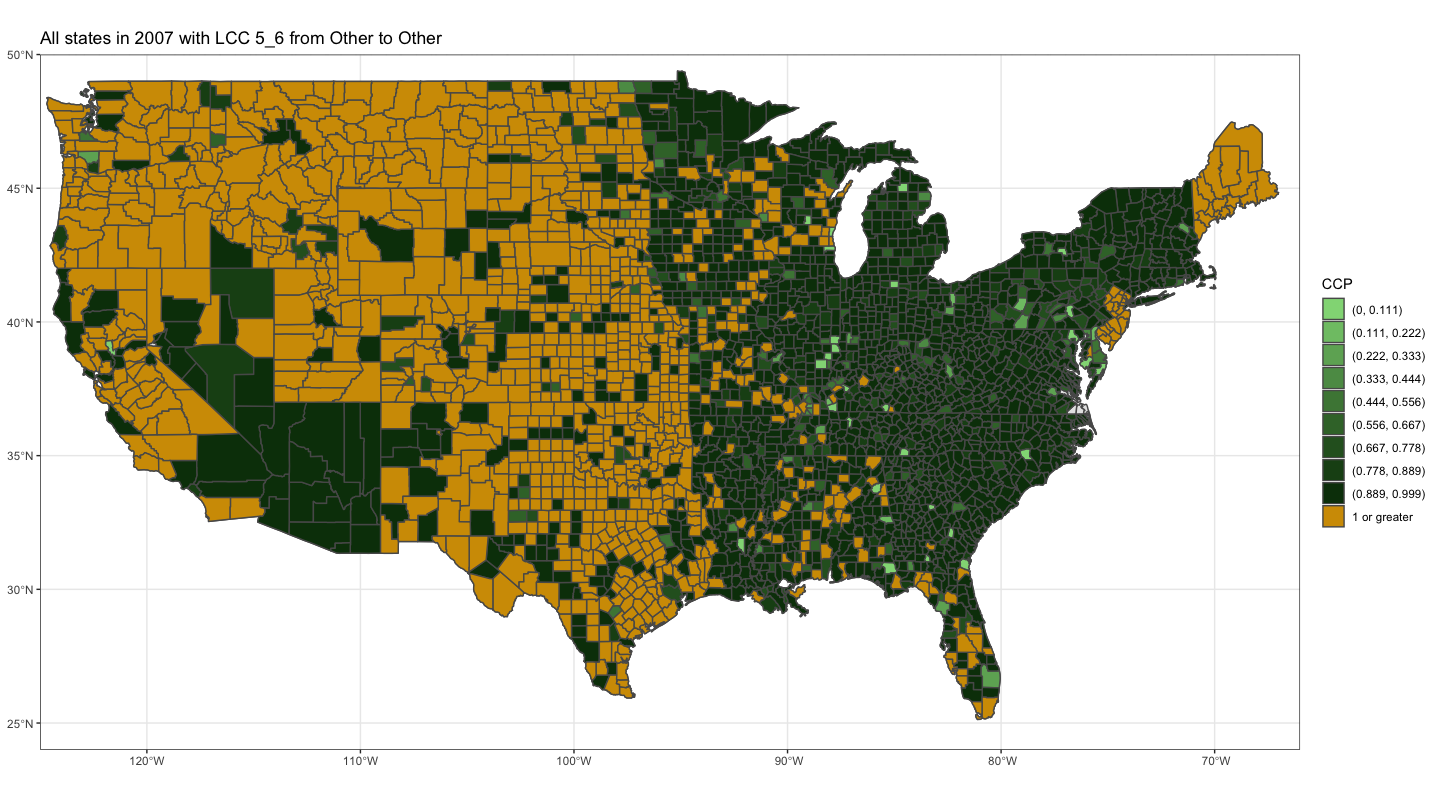 All states in 2007 with LCC 5_6 from Other to Other
50°N
45°N
40°N
35°N
30°N
25°N
120°W
110°W
100°W
90°W
80°W
70°W
CCP
(0, 0.111)
(0.111, 0.222)
(0.222, 0.333)
(0.333, 0.444)
(0.444, 0.556)
(0.556, 0.667)
(0.667, 0.778)
(0.778, 0.889)
(0.889, 0.999)
1 or greater